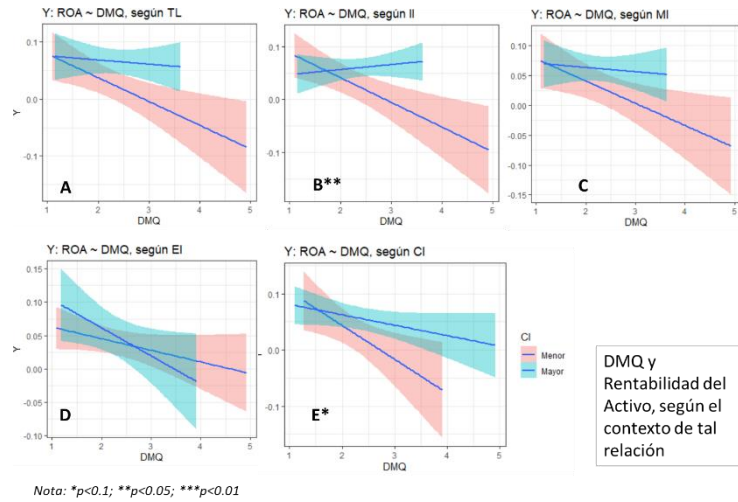 Y: ROA ~ DMQ, según TL
0.1
0.0
-0.1
Y
A
1 2 3 4 5
DMQ
Y: ROA ~ DMQ, según II
0.1
0.0
-0.1
B**
1 2 3 4 5
DMQ
Y: ROA ~ DMQ, según MI
0.10
0.05
0.00
-0.05
-0.10
-0.15
C
1 2 3 4 5
DMQ
Y: ROA ~ DMQ, según EI
0.15
0.10
0.05
0.00
-0.05
-0.10
Y
D
1 2 3 4 5
DMQ
Y: ROA ~ DMQ, según CI
0.1
0.0
-0.1
E*
1 2 3 4 5
DMQ
CI
Menor
Mayor
DMQ y
Rentabilidad del
Activo, según el
contexto de tal
relación
Nota: *p<0.1; **p<0.05; ***p<0.01